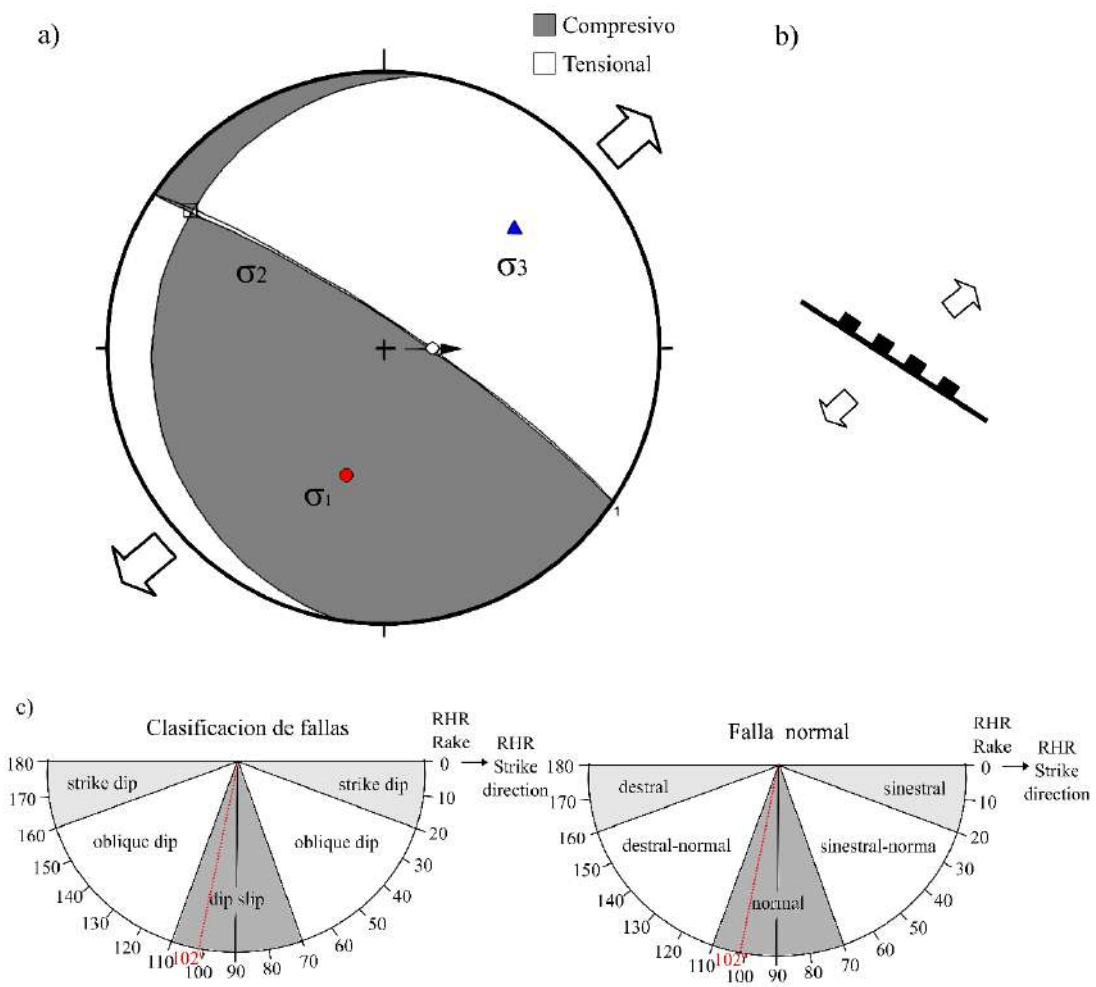 a)
Compresivo
Tensional
b)
σ2
σ3
σ1
1
c)
Clasificacion de fallas
RHR
Rake
RHR
Strike
direction
180
0
strike dip
strike dip
170
10
160
20
oblique dip
oblique dip
150
30
140
40
130
dip slip
50
120
60
110
102°
100
90
80
70
Falla normal
RHR
Rake
RHR
Strike
direction
180
0
destral
sinestral
170
10
160
20
destral-normal
sinestral-norma
150
30
140
40
130
normal
50
120
60
110
102°
100
90
80
70